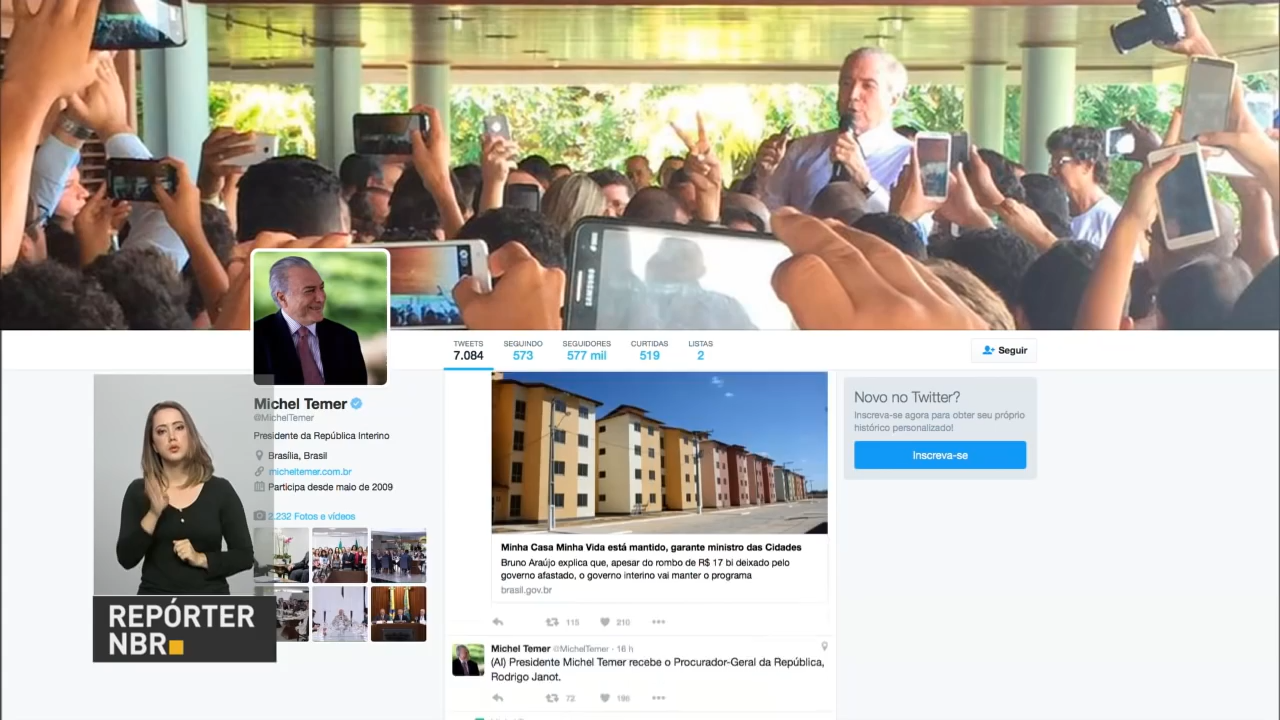 SAMSUNG
TWEETS
7.084
SEGUINDO
573
SEGUIDORES
577 mil
CURTIDAS
519
LISTAS
2
Seguir
Michel Temer
@MichelTemer
Presidente da República Interino
Brasília, Brasil
micheltemer.com.br
Participa desde maio de 2009
2.232 Fotos e vídeos
REPÓRTER
NBR
Minha Casa Minha Vida está mantido, garante ministro das Cidades
Bruno Araújo explica que, apesar do rombo de R$ 17 bi deixado pelo
governo afastado, o governo interino vai manter o programa
brasil.gov.br
115
210
Michel Temer @MichelTemer · 16 h
(AI) Presidente Michel Temer recebe o Procurador-Geral da República,
Rodrigo Janot.
72
196
Novo no Twitter?
Inscreva-se agora para obter seu próprio
histórico personalizado!
Inscreva-se